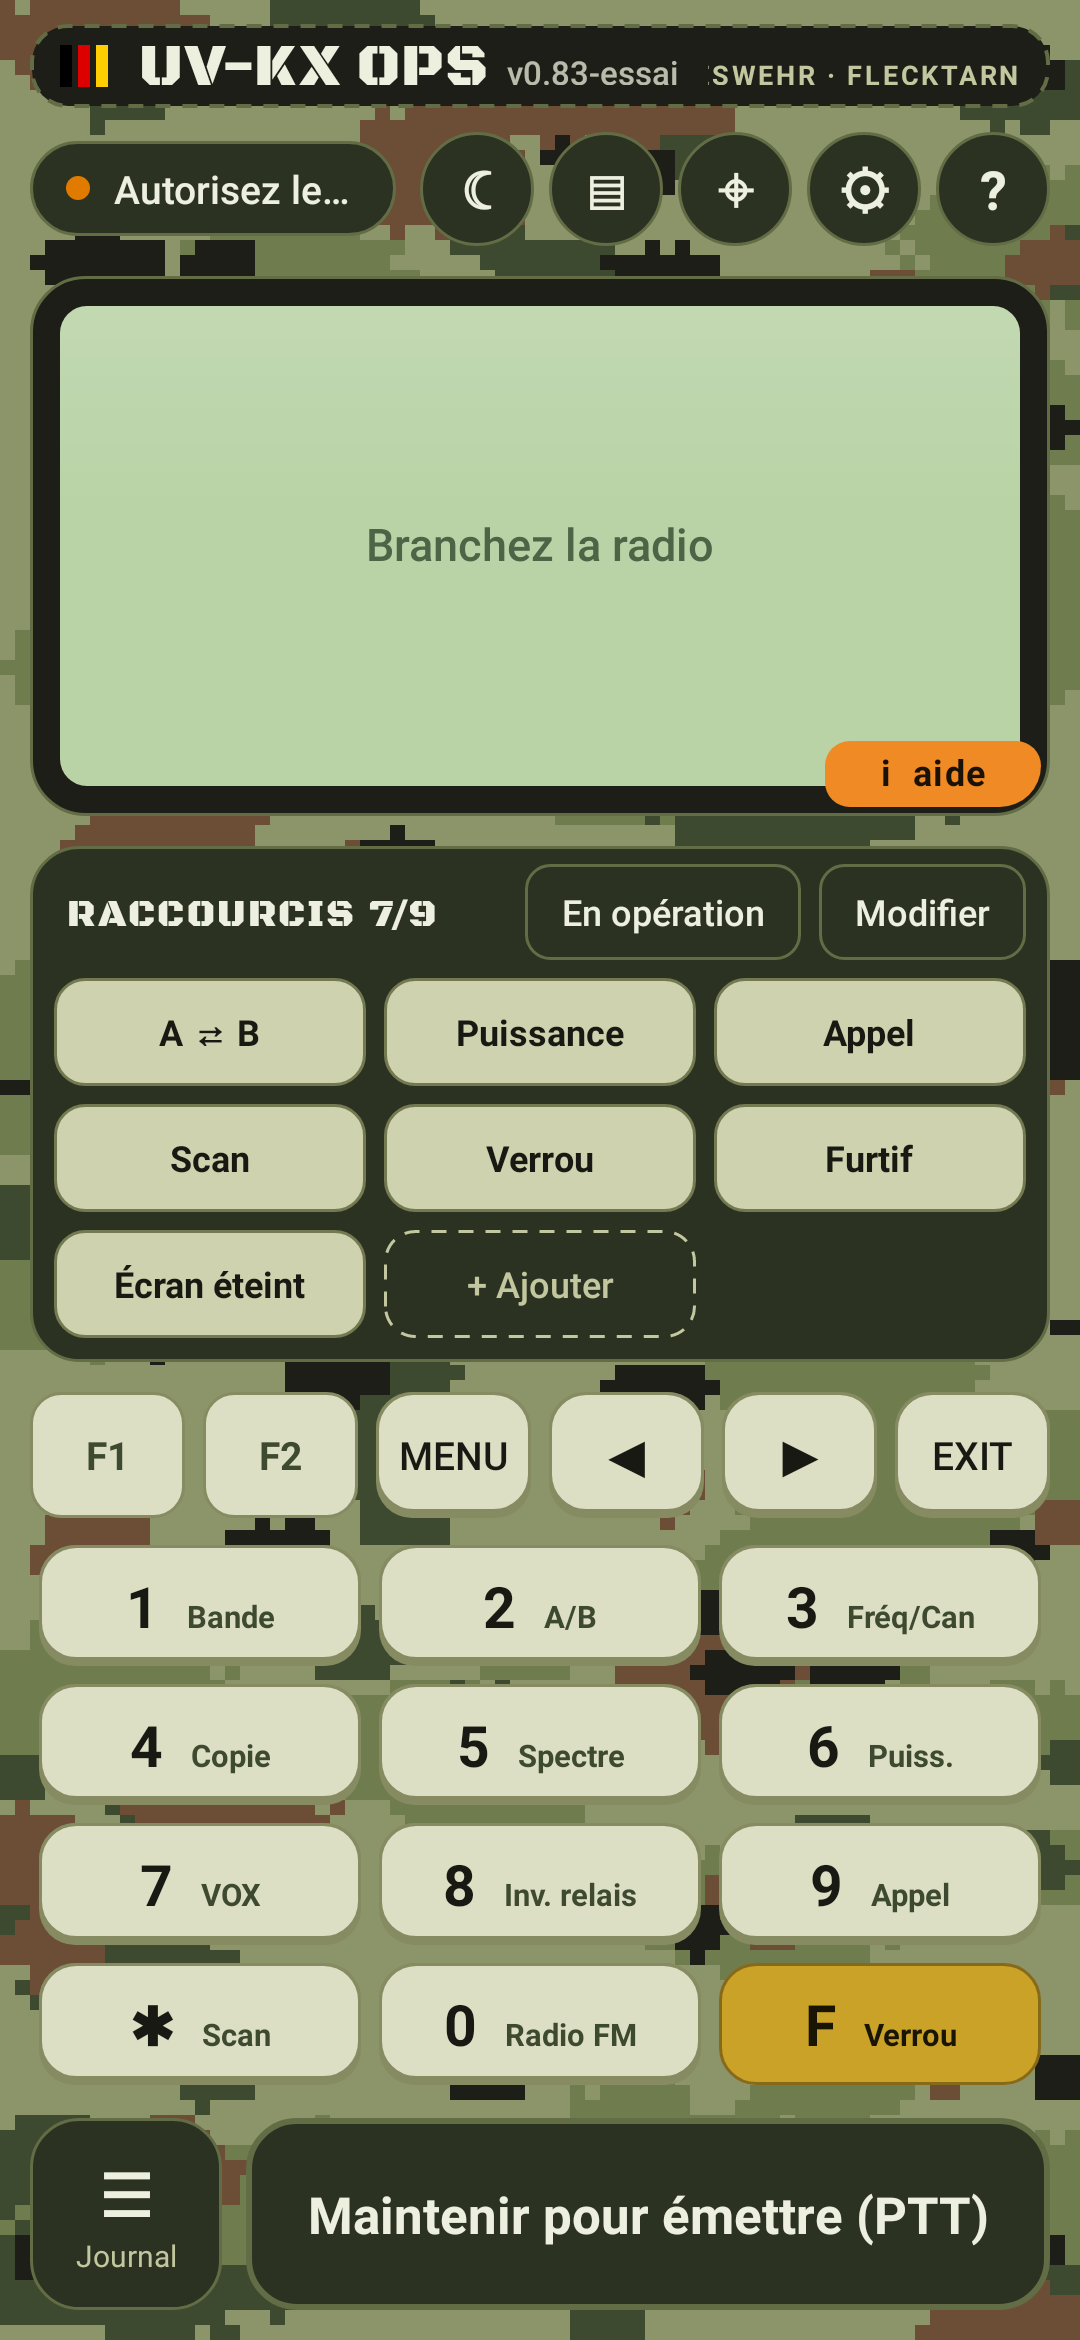 UV-KX OPS v0.83-essai SWEHR · FLECKTARN
Autorisez le... ?
Branchez la radio
i aide
RACCOURCIS 7/9 En opération Modifier
A ⇄ B Puissance Appel
Scan Verrou Furtif
Écran éteint + Ajouter
F1 F2 MENU ◀ ▶ EXIT
1 Bande 2 A/B 3 Fréq/Can
4 Copie 5 Spectre 6 Puiss.
7 VOX 8 Inv. relais 9 Appel
✱ Scan 0 Radio FM F Verrou
Journal Maintenir pour émettre (PTT)